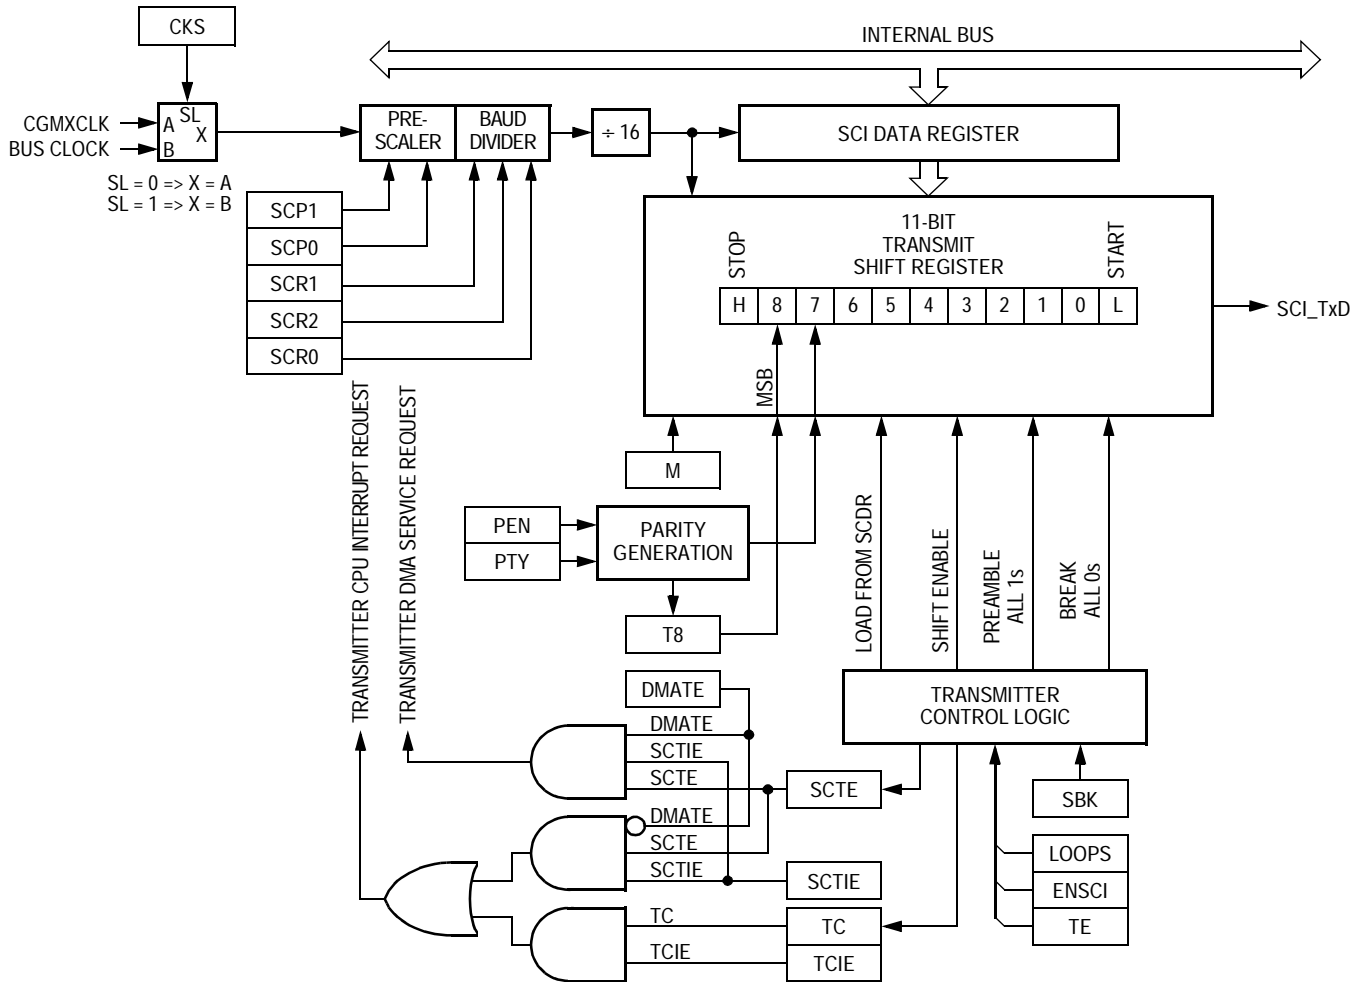 CKS
INTERNAL BUS
CGMXCLK
BUS CLOCK
SL
A
X
B
SL = 0 => X = A
SL = 1 => X = B
PRE-
SCALER
BAUD
DIVIDER
÷ 16
SCI DATA REGISTER
SCP1
SCP0
SCR1
SCR2
SCR0
11-BIT
TRANSMIT
SHIFT REGISTER
STOP
START
H 8 7 6 5 4 3 2 1 0 L
SCI_TxD
MSB
TRANSMITTER CPU INTERRUPT REQUEST
TRANSMITTER DMA SERVICE REQUEST
M
PEN
PTY
PARITY
GENERATION
T8
LOAD FROM SCDR
SHIFT ENABLE
PREAMBLE
ALL 1s
BREAK
ALL 0s
TRANSMITTER
CONTROL LOGIC
DMATE
DMATE
SCTIE
SCTE
SCTE
DMATE
SCTE
SCTIE
SCTIE
TC
TC
TCIE
TCIE
SBK
LOOPS
ENSCI
TE